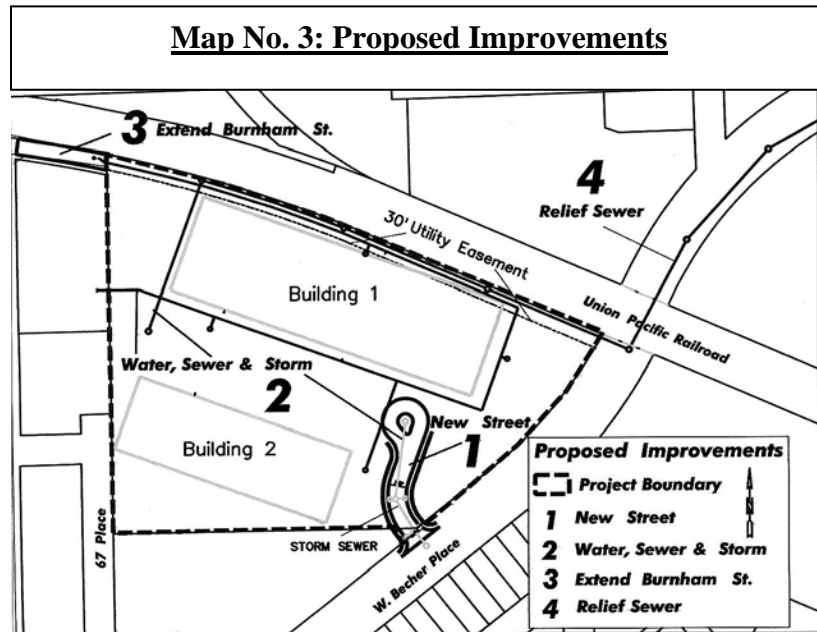 Map No. 3: Proposed Improvements
3 Extend Burnham St.
4
Relief Sewer
30' Utility Easement
Building 1
Union Pacific Railroad
Water, Sewer & Storm
2
New Street
1
Building 2
STORM SEWER
67 Place
W. Becher Place
Proposed Improvements
Project Boundary
N
1 New Street
2 Water, Sewer & Storm
3 Extend Burnham St.
4 Relief Sewer